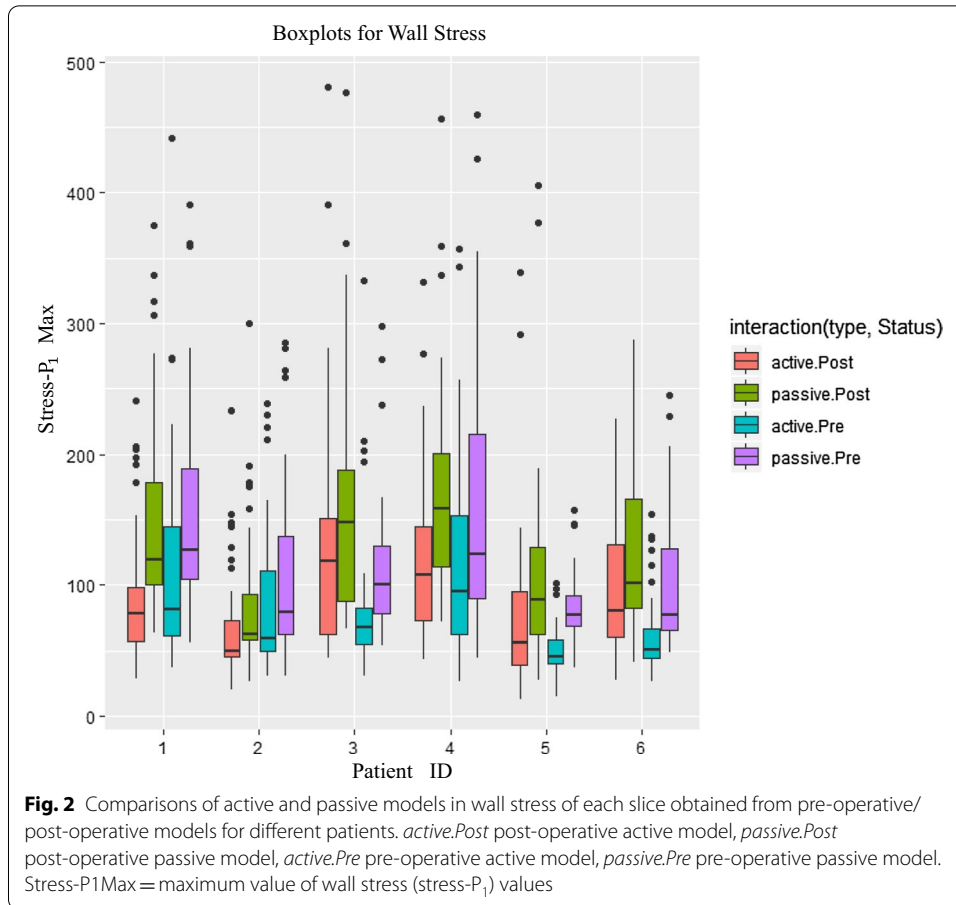 Boxplots for Wall Stress
500
400
300
200
100
0
Stress-P₁ Max
1 2 3 4 5 6
Patient ID
interaction(type, Status)
active.Post
passive.Post
active.Pre
passive.Pre
Fig. 2 Comparisons of active and passive models in wall stress of each slice obtained from pre-operative/
post-operative models for different patients. active.Post post-operative active model, passive.Post
post-operative passive model, active.Pre pre-operative active model, passive.Pre pre-operative passive model.
Stress-P1Max = maximum value of wall stress (stress-P₁) values